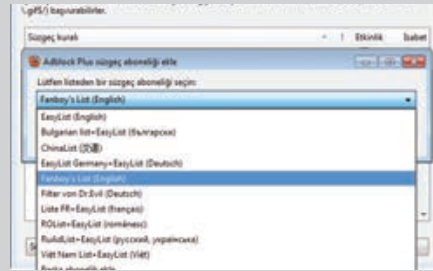 .gif$/) başvurabilirler.
Süzgeç kuralı ! Etkinlik İsabet
Adblock Plus süzgeç aboneliği ekle
Lütfen listeden bir süzgeç aboneliği seçin:
Fanboy's List (English)
EasyList (English)
Bulgarian list+EasyList (български)
ChinaList (汉语)
EasyList Germany+EasyList (Deutsch)
Fanboy's List (English)
Filter von Dr.Evil (Deutsch)
Liste FR+EasyList (français)
ROList+EasyList (românesc)
RuAdList+EasyList (русский, українська)
Việt Nam List+EasyList (Việt)
Başka abonelik ekle